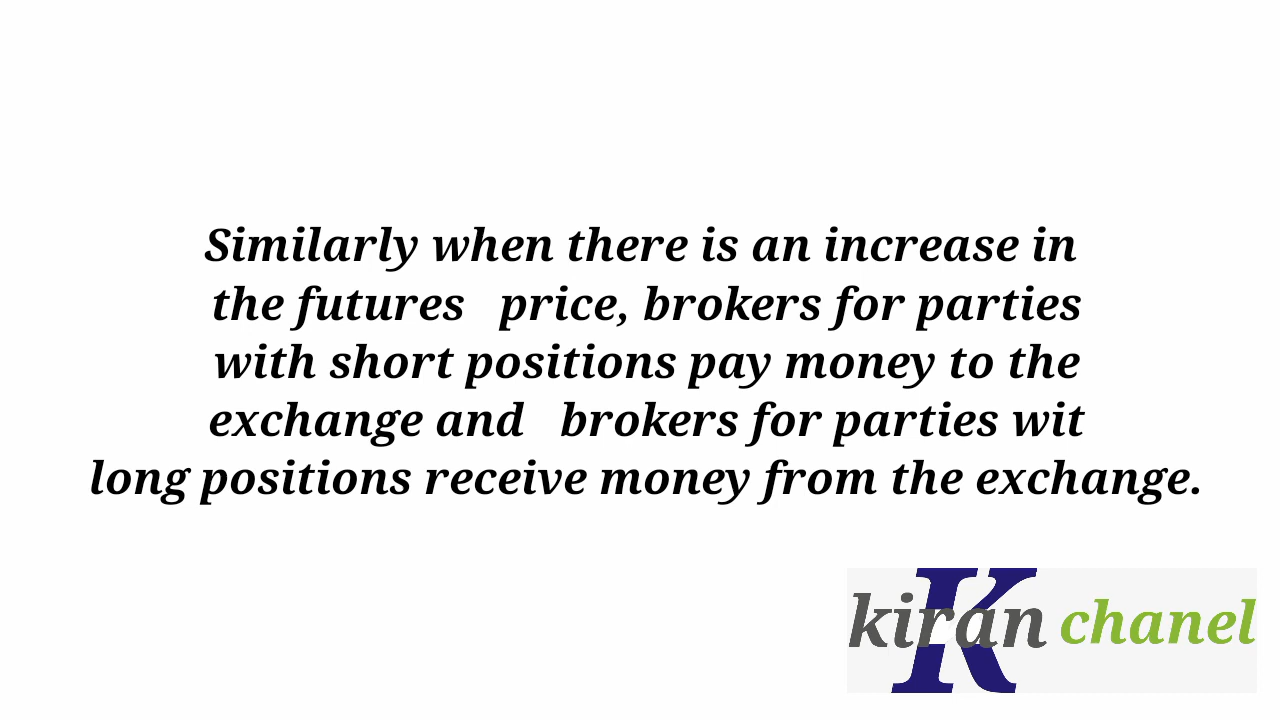 Similarly when there is an increase in
the futures   price, brokers for parties
with short positions pay money to the
exchange and   brokers for parties wit
long positions receive money from the exchange.
K
kiran chanel